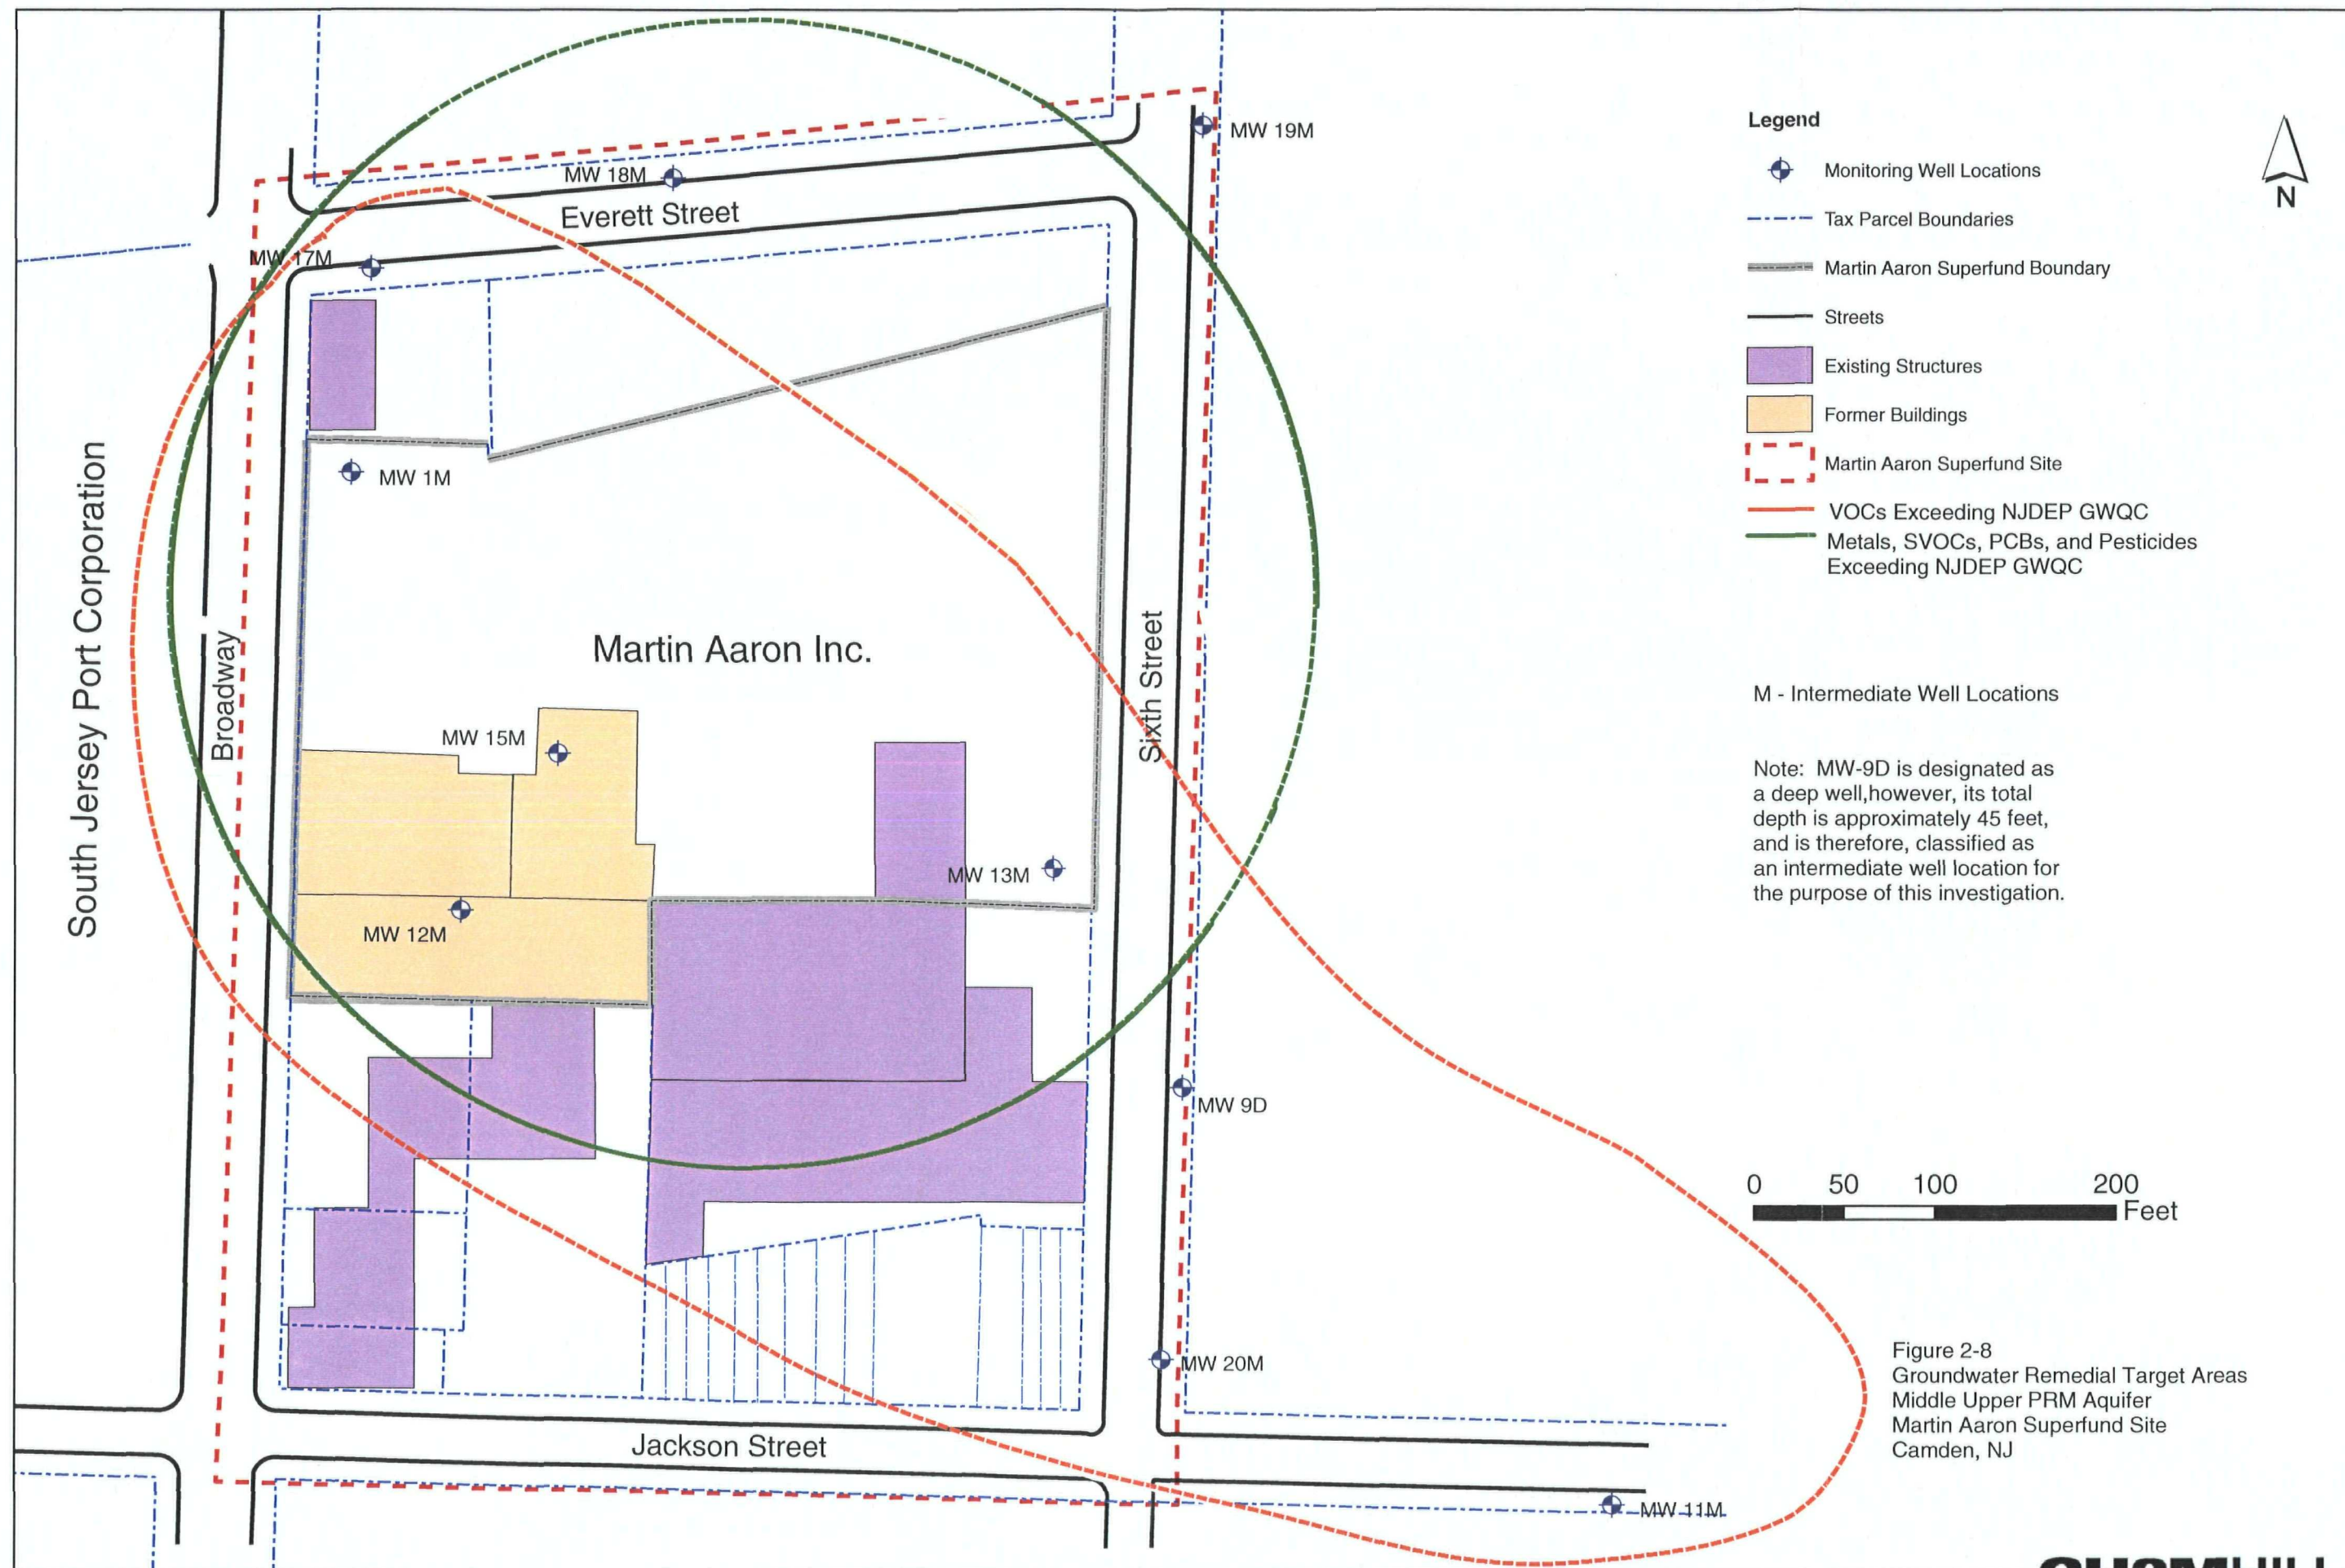 MW 19M
MW 18M
Everett Street
MW 17M
MW 1M
South Jersey Port Corporation
Broadway
Martin Aaron Inc.
Sixth Street
MW 15M
MW 13M
MW 12M
MW 9D
MW 20M
Jackson Street
MW 11M
Legend
Monitoring Well Locations
Tax Parcel Boundaries
Martin Aaron Superfund Boundary
Streets
Existing Structures
Former Buildings
Martin Aaron Superfund Site
VOCs Exceeding NJDEP GWQC
Metals, SVOCs, PCBs, and Pesticides
Exceeding NJDEP GWQC
N
M - Intermediate Well Locations
Note: MW-9D is designated as
a deep well,however, its total
depth is approximately 45 feet,
and is therefore, classified as
an intermediate well location for
the purpose of this investigation.
0 50 100 200
Feet
Figure 2-8
Groundwater Remedial Target Areas
Middle Upper PRM Aquifer
Martin Aaron Superfund Site
Camden, NJ